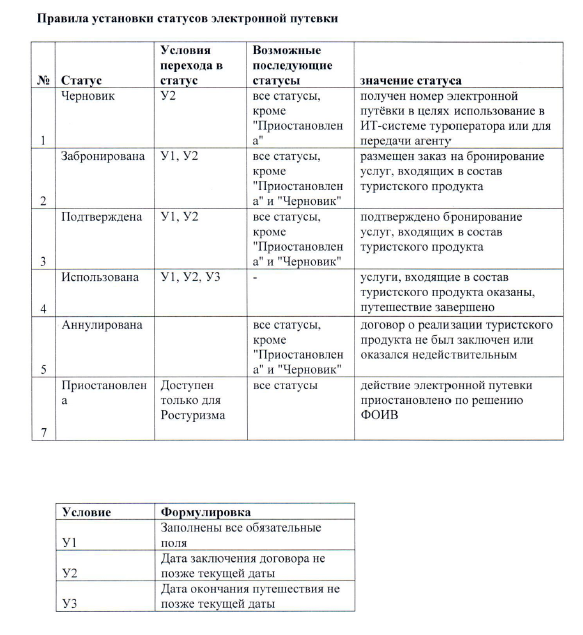 Правила установки статусов электронной путевки
№
Статус
Условия
перехода в
статус
Возможные
последующие
статусы
значение статуса
1
Черновик
У2
все статусы,
кроме
"Приостановлен
а"
получен номер электронной
путёвки в целях использование в
ИТ-системе туроператора или для
передачи агенту
2
Забронирована
У1, У2
все статусы,
кроме
"Приостановлен
а" и "Черновик"
размещен заказ на бронирование
услуг, входящих в состав
туристского продукта
3
Подтверждена
У1, У2
все статусы,
кроме
"Приостановлен
а" и "Черновик"
подтверждено бронирование
услуг, входящих в состав
туристского продукта
4
Использована
У1, У2, У3
-
услуги, входящие в состав
туристского продукта оказаны,
путешествие завершено
5
Аннулирована
все статусы,
кроме
"Приостановлен
а" и "Черновик"
договор о реализации туристского
продукта не был заключен или
оказался недействительным
7
Приостановлен
а
Доступен
только для
Ростуризма
все статусы
действие электронной путевки
приостановлено по решению
ФОИВ
Условие
Формулировка
У1
Заполнены все обязательные
поля
У2
Дата заключения договора не
позже текущей даты
У3
Дата окончания путешествия не
позже текущей даты